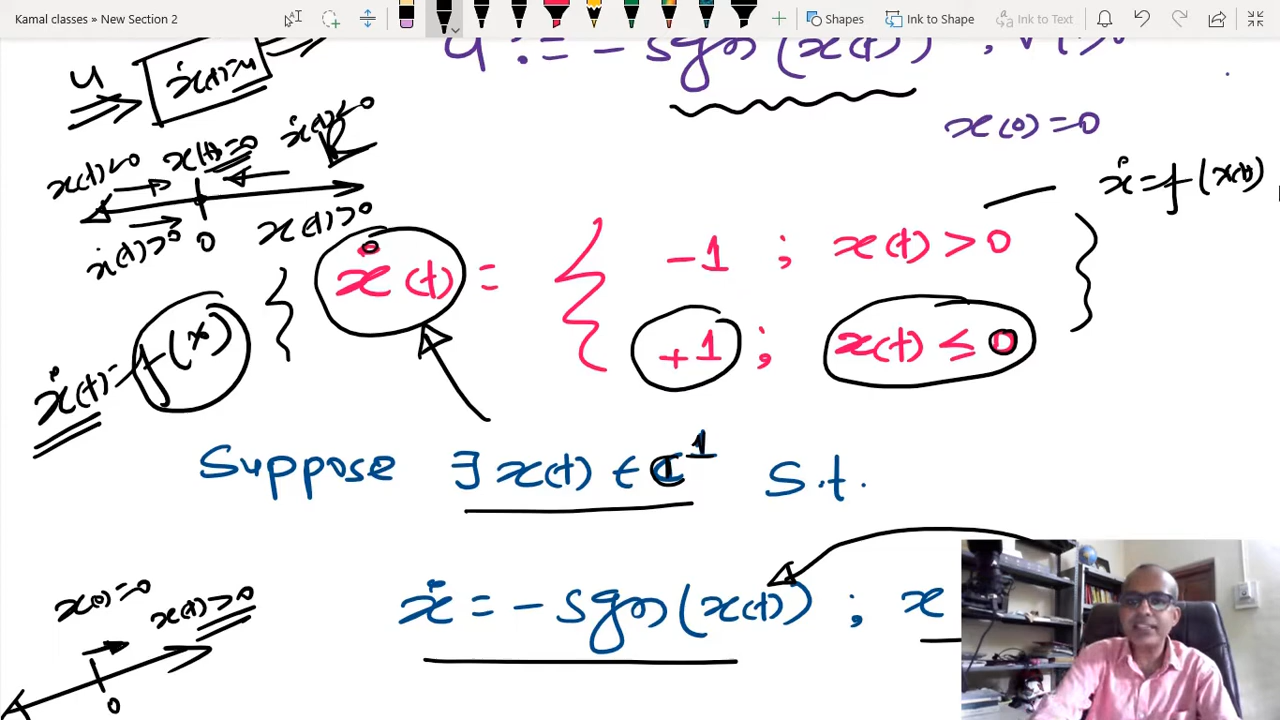 Kamal classes » New Section 2
Shapes
Ink to Shape
Ink to Text
u := - sgn(x(t))
u
ẋ(t)=u
x(0)=0
ẋ(t)<0
x(t)<0
x(t)=0
ẋ = f(x(t))
ẋ(t)>0
0
x(t)>0
ẋ(t) = { -1 ; x(t) > 0
+1 ; x(t) ≤ 0 }
ẋ(t) = f(x)
Suppose ∃ x(t) ∈ C¹ s.t.
ẋ = - sgn(x(t)) ; x
x(0)=0
x(t)>0
0